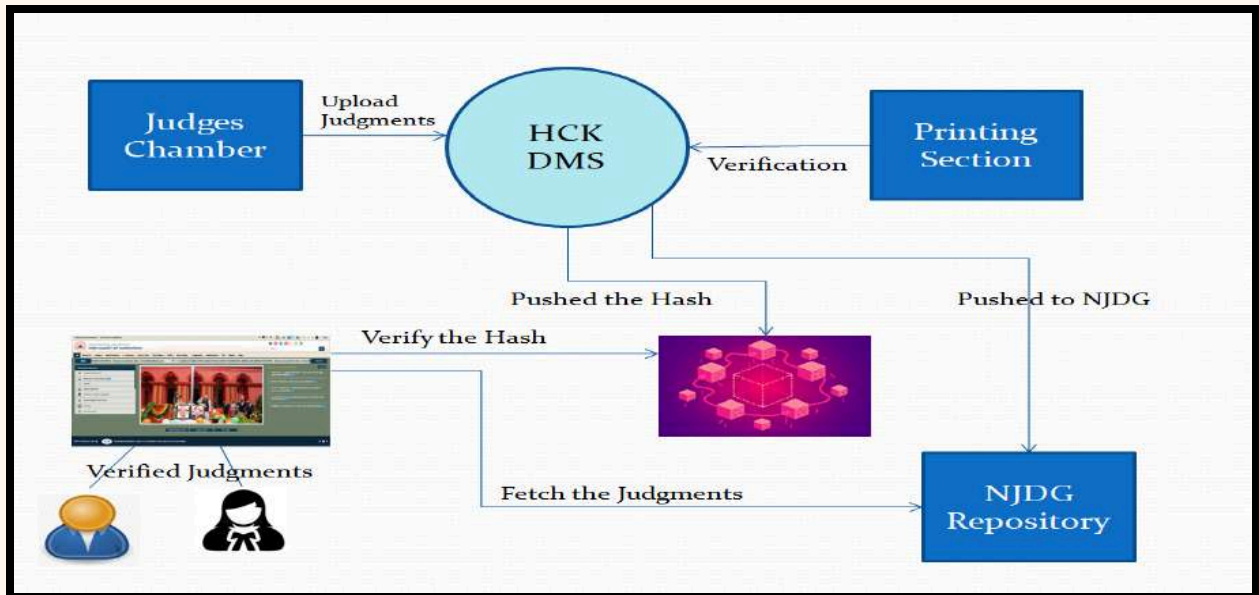 Judges
Chamber
Upload
Judgments
HCK
DMS
Verification
Printing
Section
Pushed the Hash
Pushed to NJDG
Verify the Hash
Verified Judgments
Fetch the Judgments
NJDG
Repository